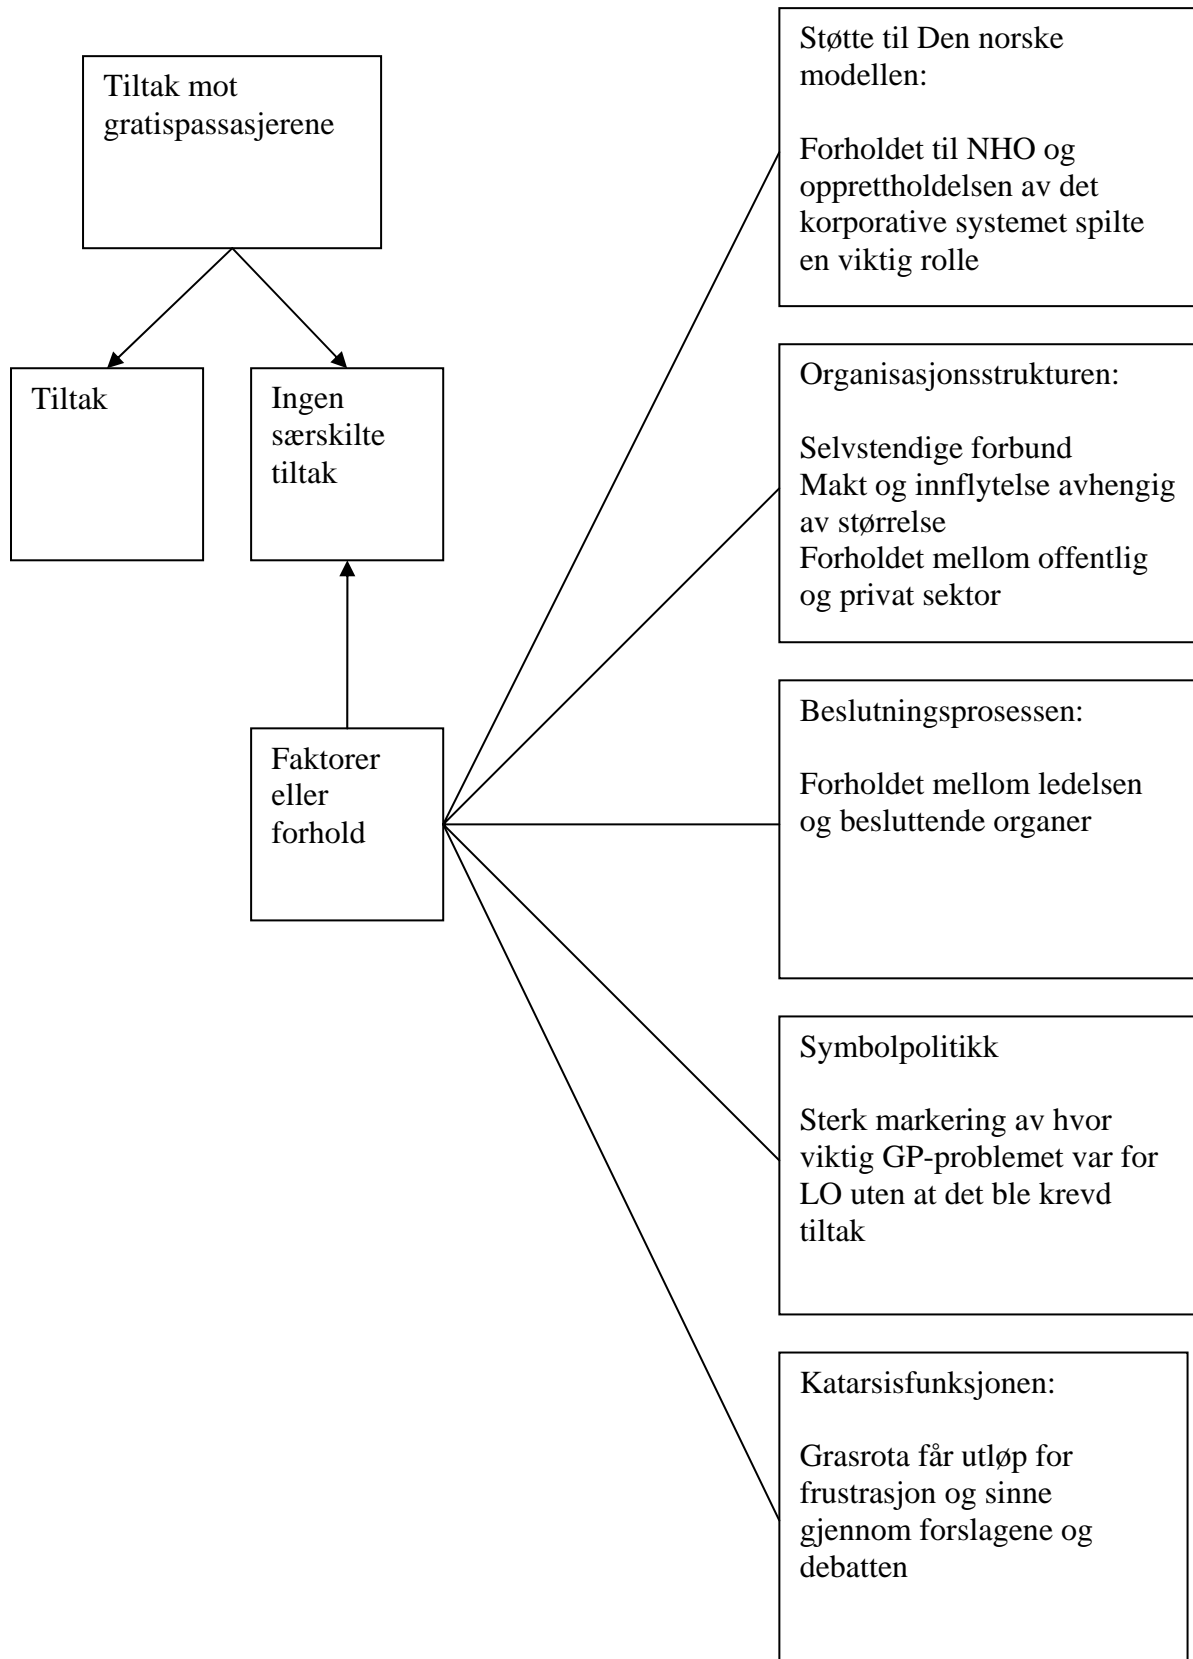 Tiltak mot
gratispassasjerene
Tiltak
Ingen
særskilte
tiltak
Faktorer
eller
forhold
Støtte til Den norske
modellen:
Forholdet til NHO og
opprettholdelsen av det
korporative systemet spilte
en viktig rolle
Organisasjonsstrukturen:
Selvstendige forbund
Makt og innflytelse avhengig
av størrelse
Forholdet mellom offentlig
og privat sektor
Beslutningsprosessen:
Forholdet mellom ledelsen
og besluttende organer
Symbolpolitikk
Sterk markering av hvor
viktig GP-problemet var for
LO uten at det ble krevd
tiltak
Katarsisfunksjonen:
Grasrota får utløp for
frustrasjon og sinne
gjennom forslagene og
debatten